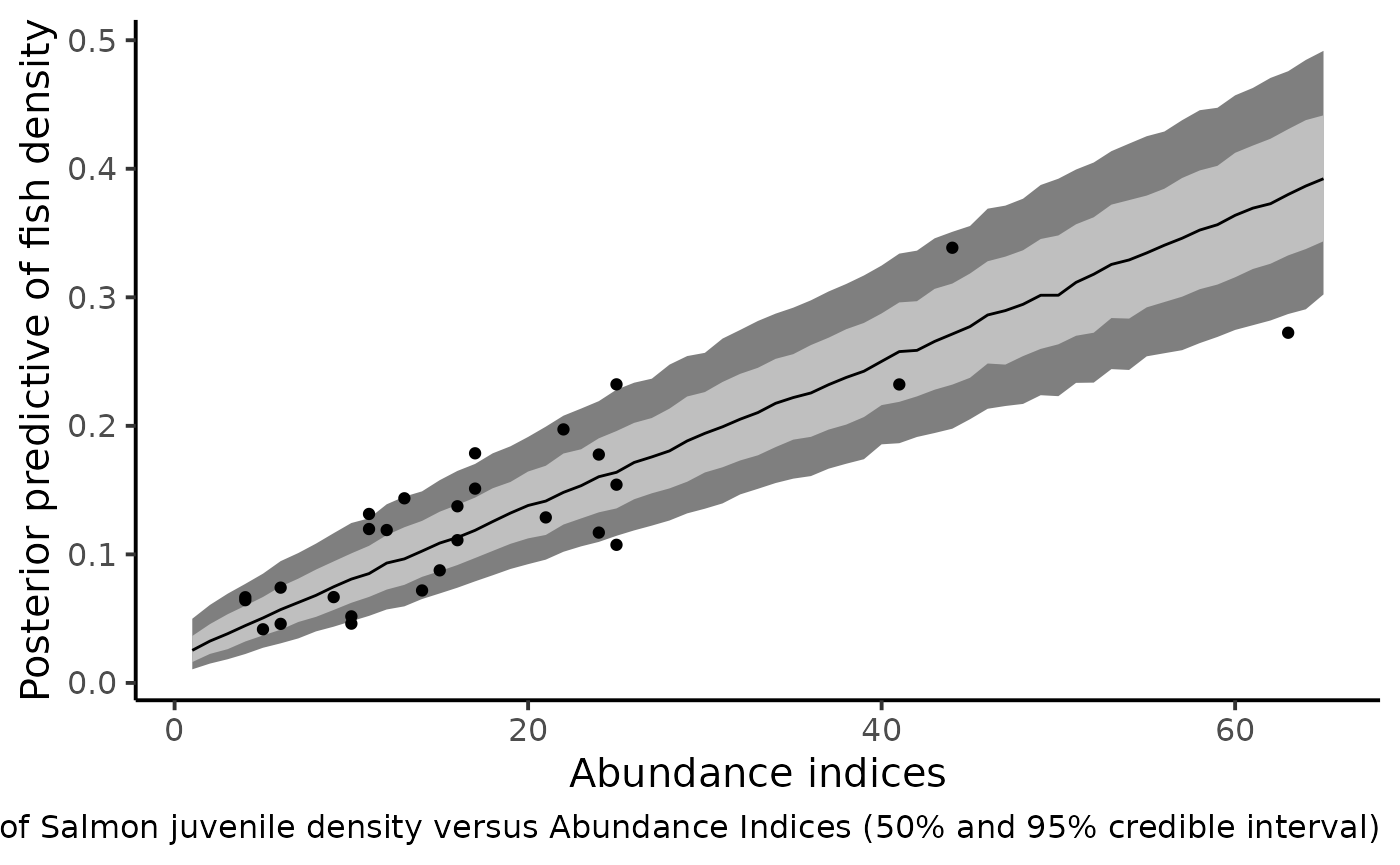 Posterior predictive of fish density
0.5
0.4
0.3
0.2
0.1
0.0
0 20 40 60
Abundance indices
of Salmon juvenile density versus Abundance Indices (50% and 95% credible interval)